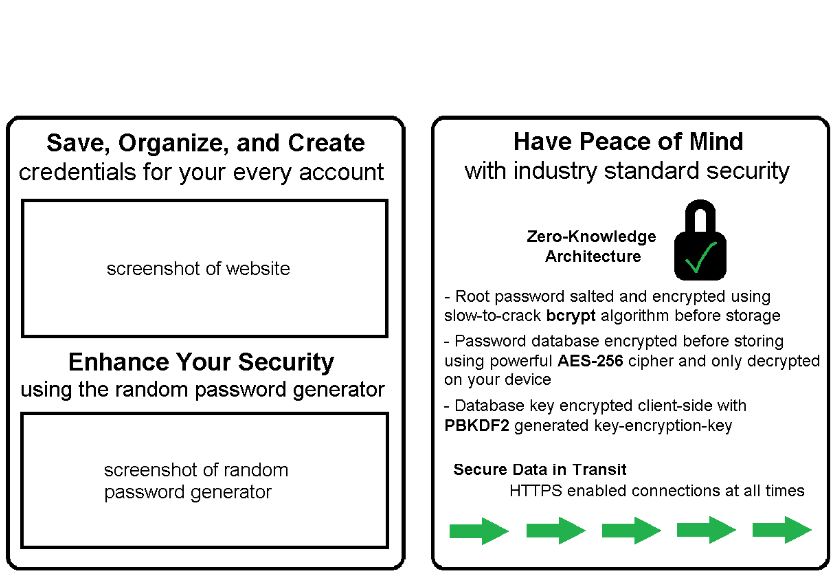 Save, Organize, and Create
credentials for your every account
screenshot of website
Enhance Your Security
using the random password generator
screenshot of random
password generator
Have Peace of Mind
with industry standard security
Zero-Knowledge
Architecture
- Root password salted and encrypted using
slow-to-crack bcrypt algorithm before storage
- Password database encrypted before storing
using powerful AES-256 cipher and only decrypted
on your device
- Database key encrypted client-side with
PBKDF2 generated key-encryption-key
Secure Data in Transit
HTTPS enabled connections at all times